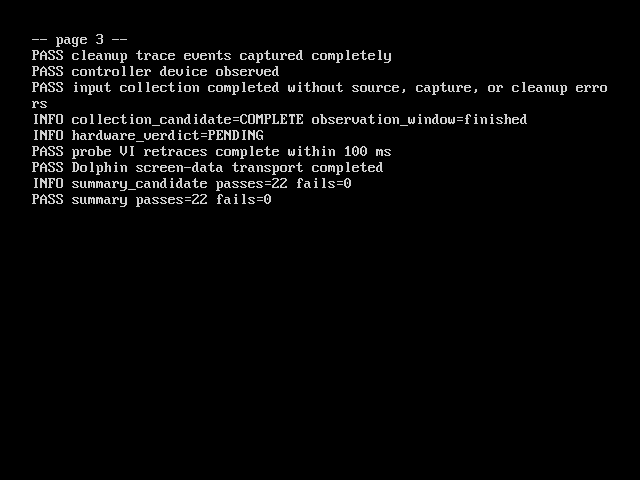 -- page 3 --
PASS cleanup trace events captured completely
PASS controller device observed
PASS input collection completed without source, capture, or cleanup erro
rs
INFO collection_candidate=COMPLETE observation_window=finished
INFO hardware_verdict=PENDING
PASS probe VI retraces complete within 100 ms
PASS Dolphin screen-data transport completed
INFO summary_candidate passes=22 fails=0
PASS summary passes=22 fails=0